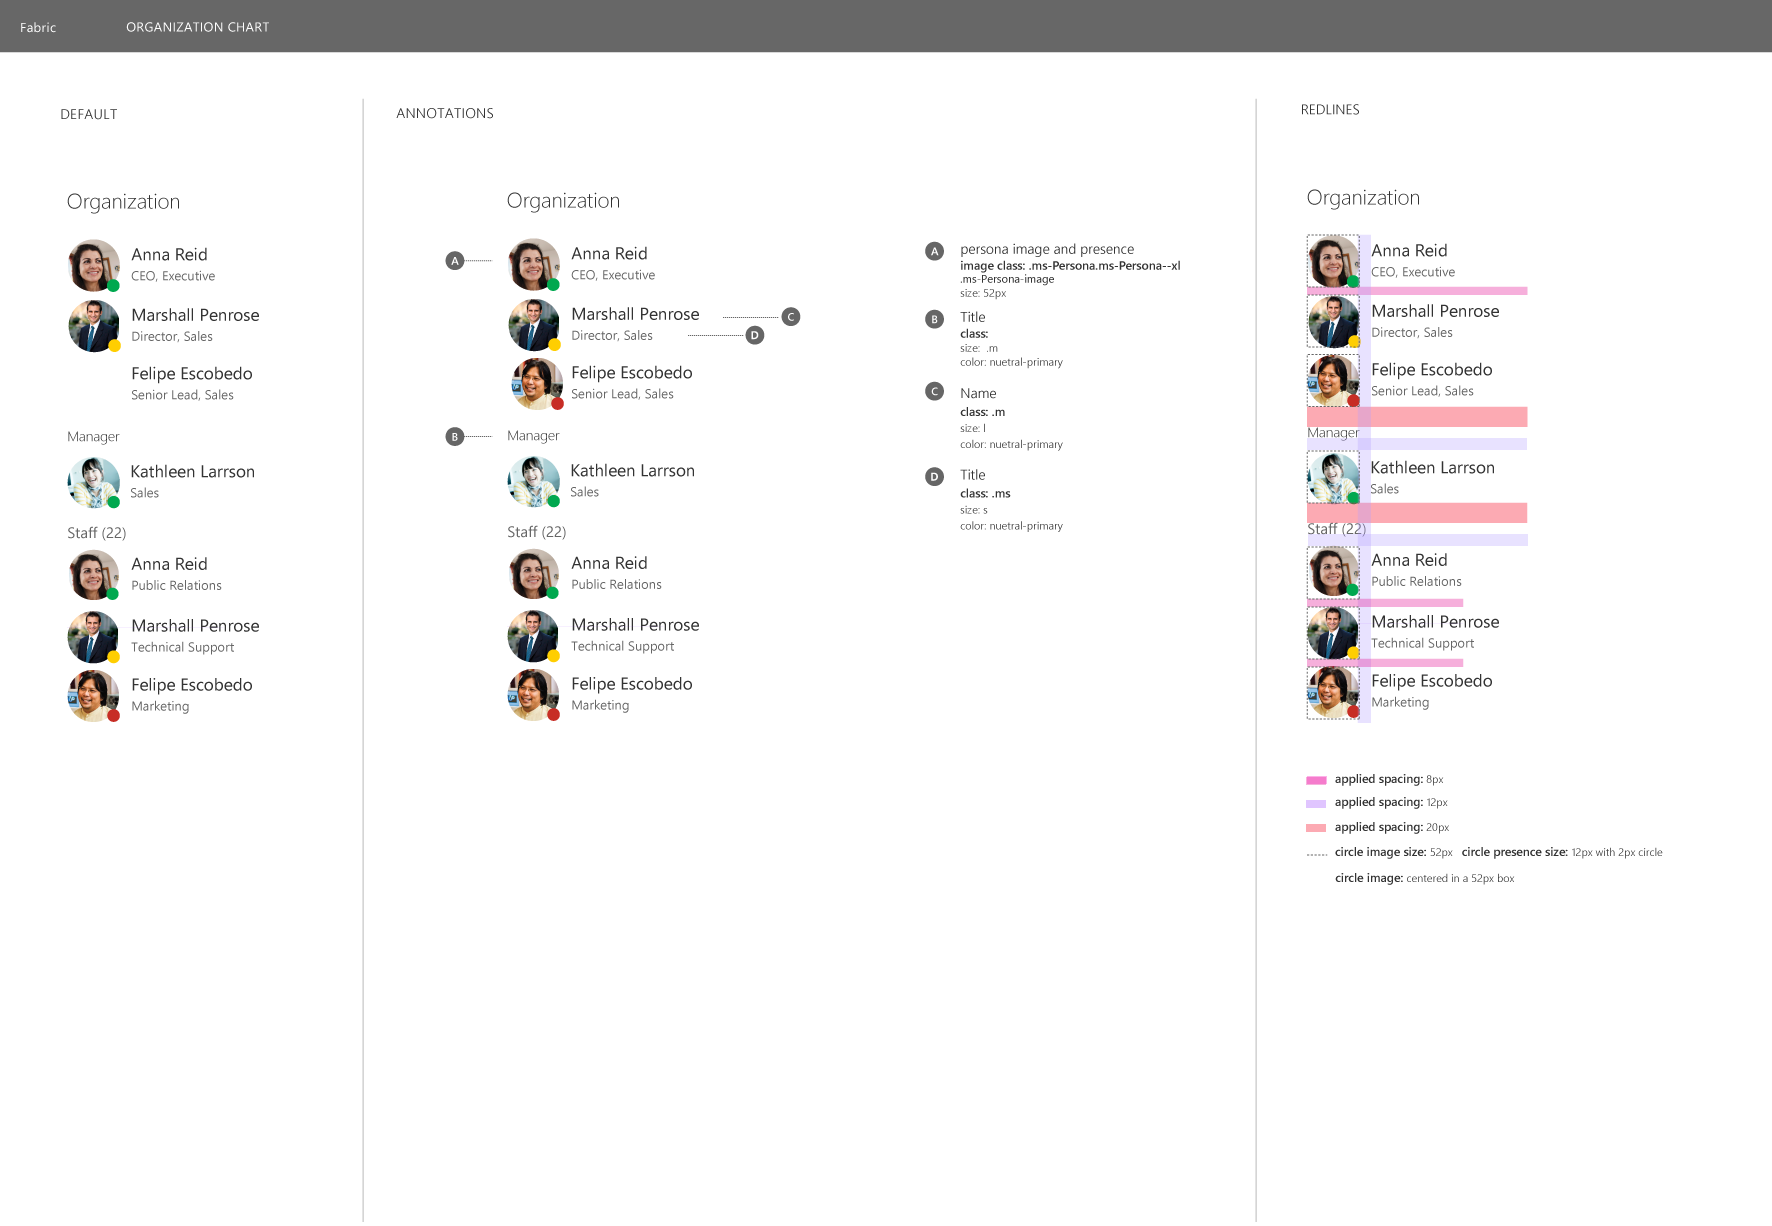 Fabric
ORGANIZATION CHART
DEFAULT
Organization
Anna Reid
CEO, Executive
Marshall Penrose
Director, Sales
Felipe Escobedo
Senior Lead, Sales
Manager
Kathleen Larrson
Sales
Staff (22)
Anna Reid
Public Relations
Marshall Penrose
Technical Support
Felipe Escobedo
Marketing
ANNOTATIONS
Organization
A
Anna Reid
CEO, Executive
Marshall Penrose
C
Director, Sales
D
Felipe Escobedo
Senior Lead, Sales
B
Manager
Kathleen Larrson
Sales
Staff (22)
Anna Reid
Public Relations
Marshall Penrose
Technical Support
Felipe Escobedo
Marketing
A
persona image and presence
image class: .ms-Persona.ms-Persona--xl
.ms-Persona-image
size: 52px
B
Title
class:
size: .m
color: nuetral-primary
C
Name
class: .m
size: l
color: nuetral-primary
D
Title
class: .ms
size: s
color: nuetral-primary
REDLINES
Organization
Anna Reid
CEO, Executive
Marshall Penrose
Director, Sales
Felipe Escobedo
Senior Lead, Sales
Manager
Kathleen Larrson
Sales
Staff (22)
Anna Reid
Public Relations
Marshall Penrose
Technical Support
Felipe Escobedo
Marketing
applied spacing: 8px
applied spacing: 12px
applied spacing: 20px
circle image size: 52px circle presence size: 12px with 2px circle
circle image: centered in a 52px box